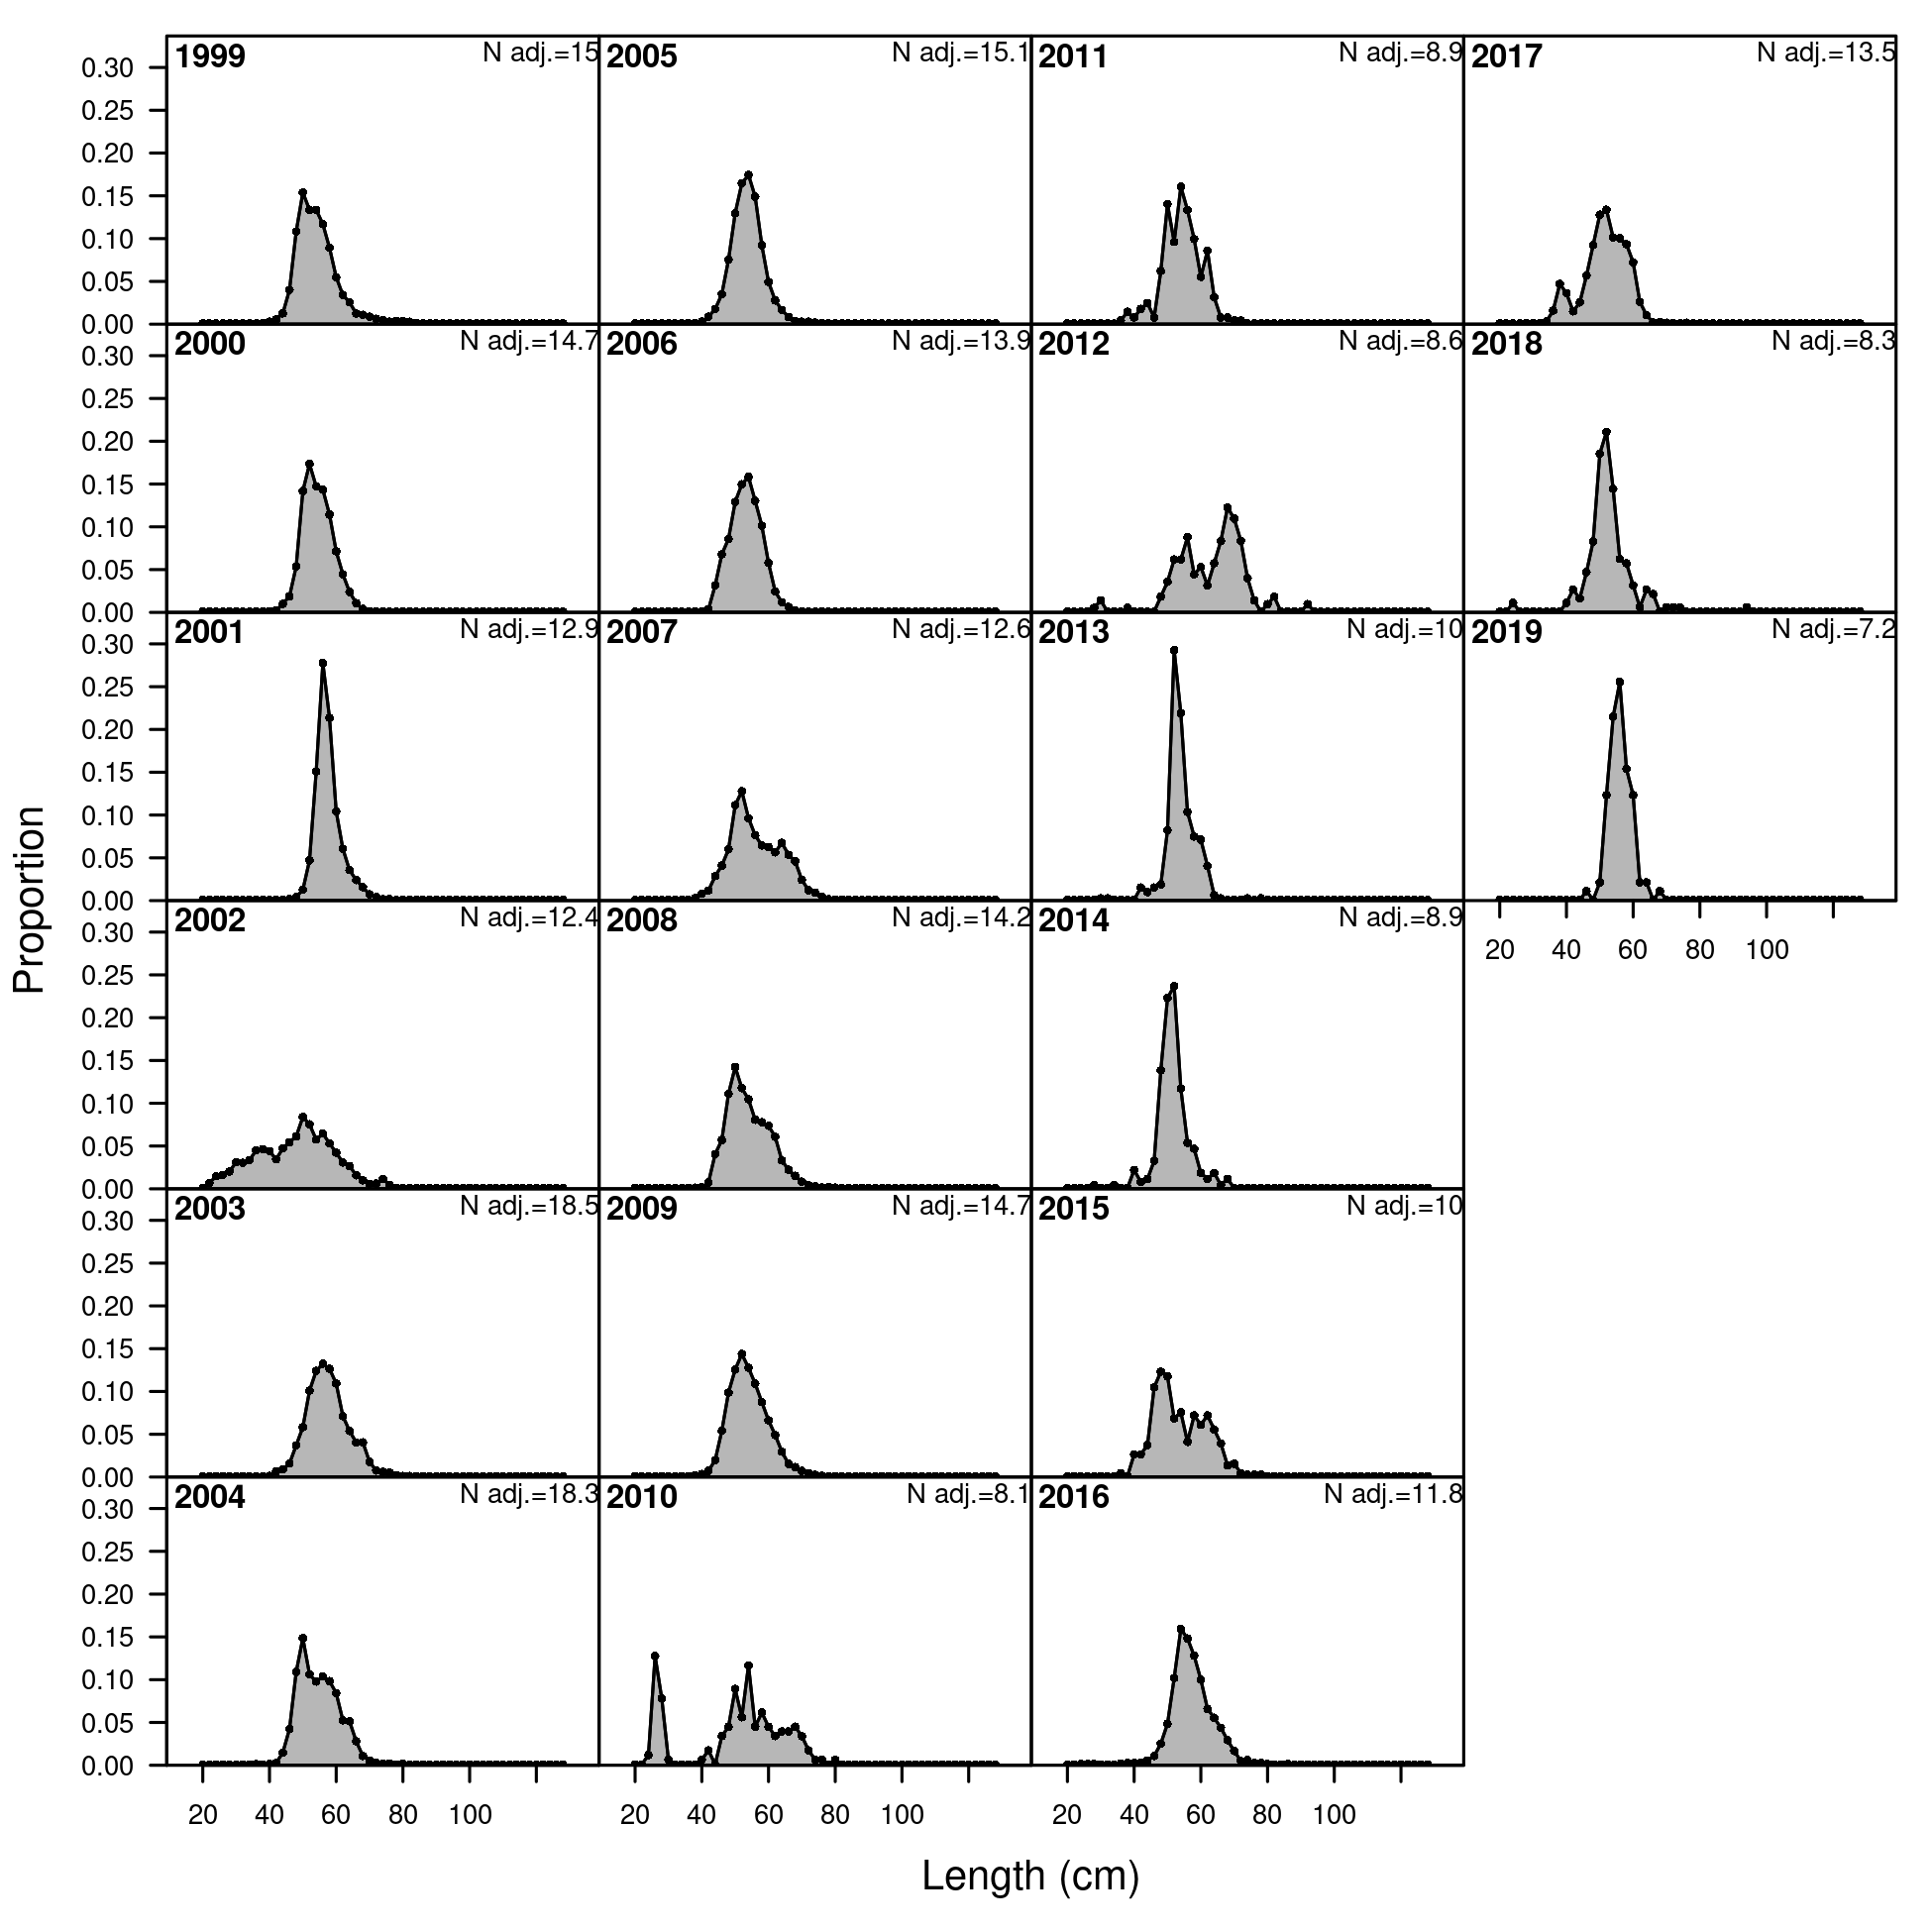 Proportion
1999 N adj.=15
0.30
0.25
0.20
0.15
0.10
0.05
0.00
2005 N adj.=15.1
2011 N adj.=8.9
2017 N adj.=13.5
2000 N adj.=14.7
0.30
0.25
0.20
0.15
0.10
0.05
0.00
2006 N adj.=13.9
2012 N adj.=8.6
2018 N adj.=8.3
2001 N adj.=12.9
0.30
0.25
0.20
0.15
0.10
0.05
0.00
2007 N adj.=12.6
2013 N adj.=10
2019 N adj.=7.2
20 40 60 80 100
2002 N adj.=12.4
0.30
0.25
0.20
0.15
0.10
0.05
0.00
2008 N adj.=14.2
2014 N adj.=8.9
2003 N adj.=18.5
0.30
0.25
0.20
0.15
0.10
0.05
0.00
2009 N adj.=14.7
2015 N adj.=10
2004 N adj.=18.3
0.30
0.25
0.20
0.15
0.10
0.05
0.00
2010 N adj.=8.1
2016 N adj.=11.8
20 40 60 80 100
20 40 60 80 100
20 40 60 80 100
Length (cm)